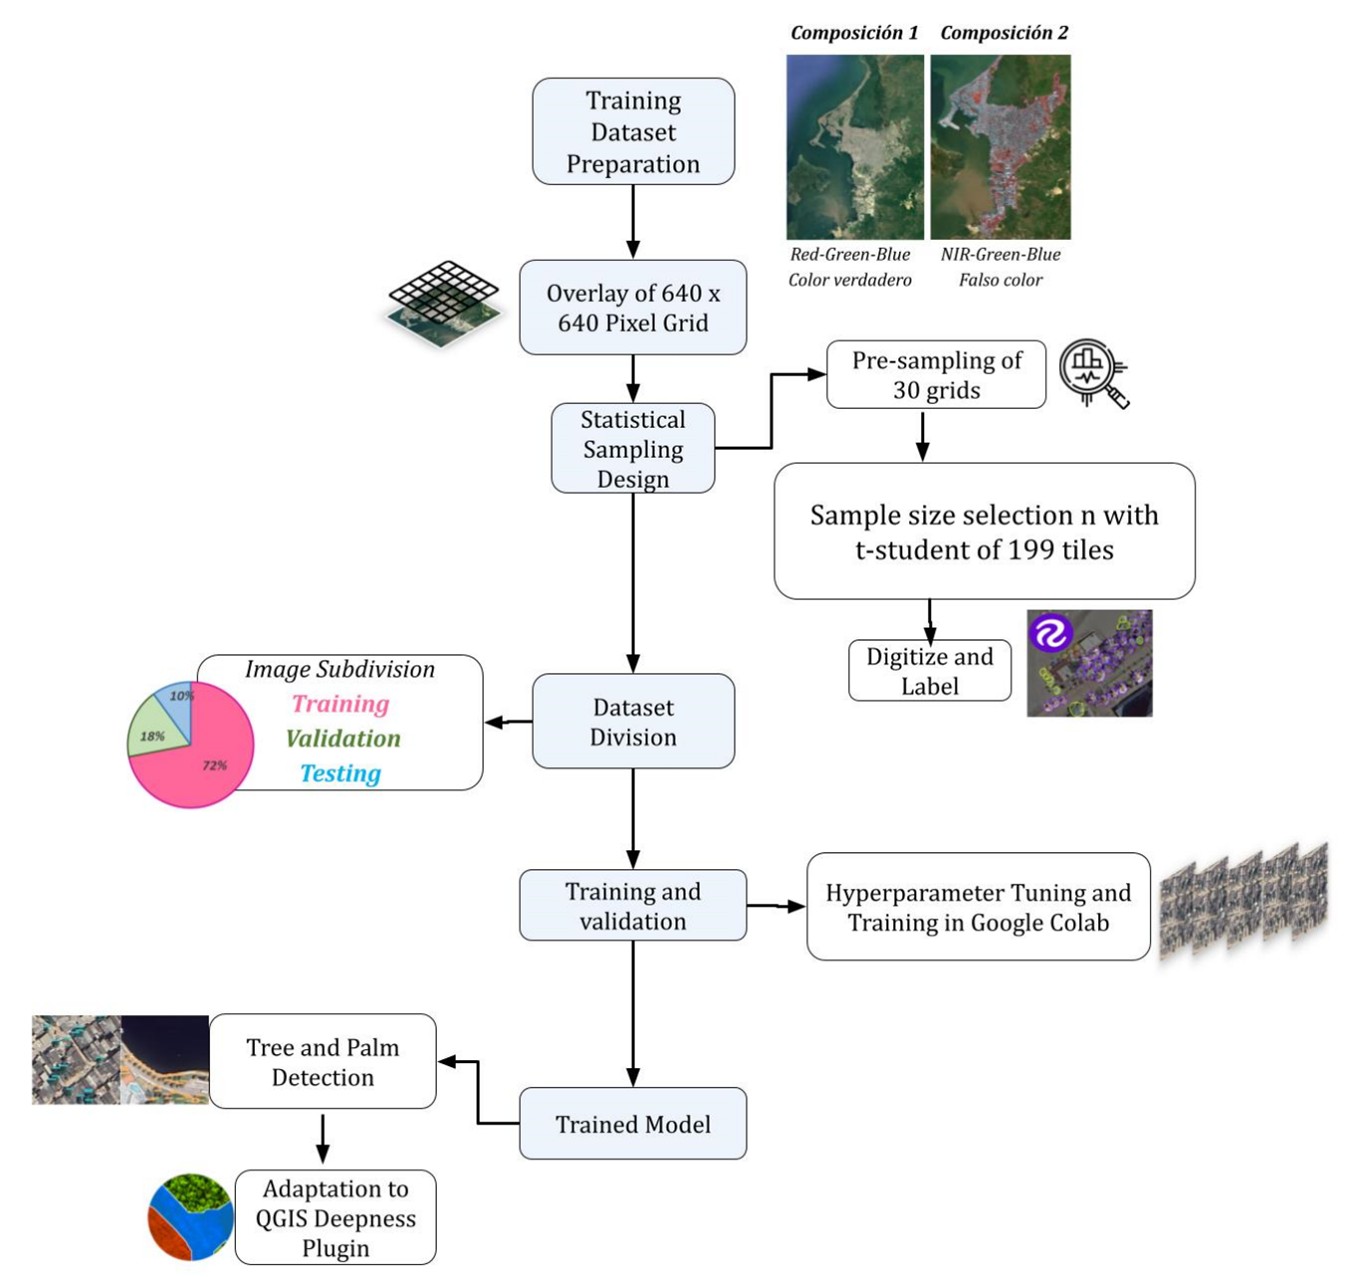 Composición 1
Composición 2
Training
Dataset
Preparation
Red-Green-Blue
Color verdadero
NIR-Green-Blue
Falso color
Overlay of 640 x
640 Pixel Grid
Pre-sampling of
30 grids
Statistical
Sampling
Design
Sample size selection n with
t-student of 199 tiles
Digitize and
Label
Image Subdivision
Training
Validation
Testing
10%
18%
72%
Dataset
Division
Training and
validation
Hyperparameter Tuning and
Training in Google Colab
Tree and Palm
Detection
Trained Model
Adaptation to
QGIS Deepness
Plugin